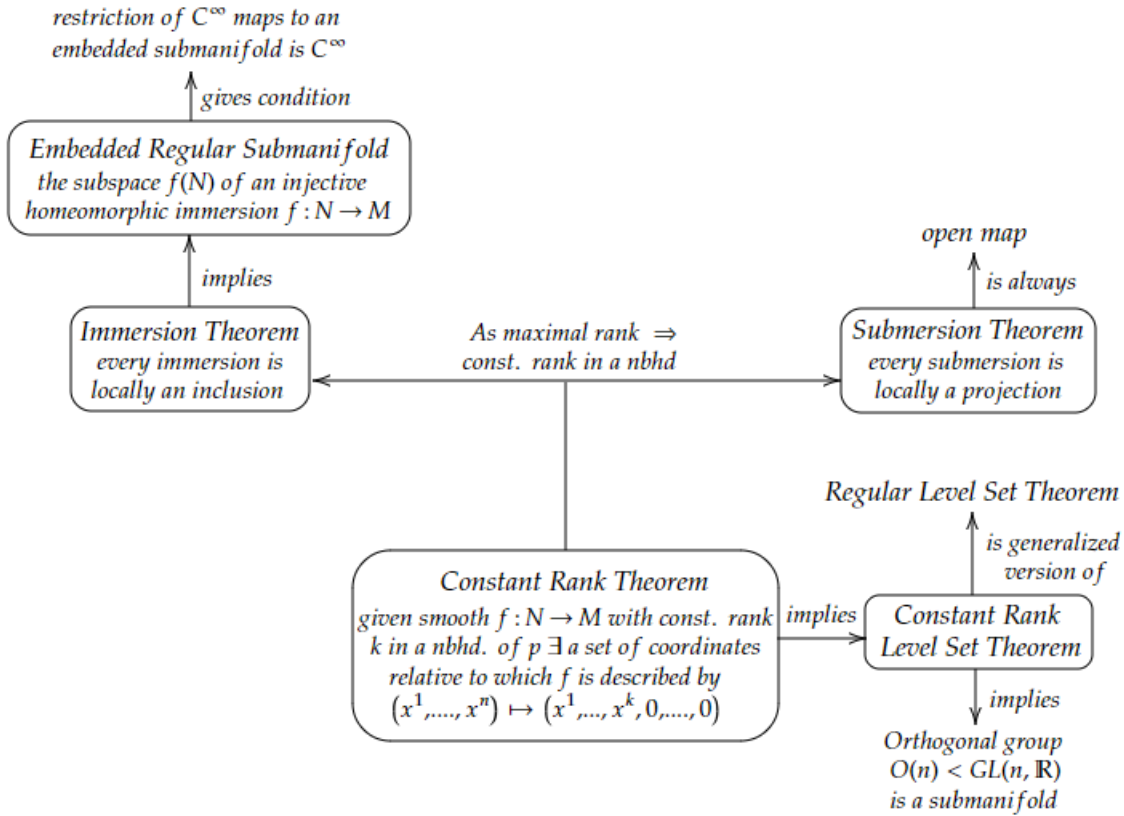 restriction of C^∞ maps to an
embedded submanifold is C^∞
gives condition
Embedded Regular Submanifold
the subspace f(N) of an injective
homeomorphic immersion f : N → M
implies
open map
is always
Immersion Theorem
every immersion is
locally an inclusion
As maximal rank ⇒
const. rank in a nbhd
Submersion Theorem
every submersion is
locally a projection
Regular Level Set Theorem
is generalized
version of
Constant Rank Theorem
given smooth f : N → M with const. rank
k in a nbhd. of p ∃ a set of coordinates
relative to which f is described by
(x^1,...., x^n) ↦ (x^1,..., x^k, 0,...., 0)
implies
Constant Rank
Level Set Theorem
implies
Orthogonal group
O(n) < GL(n, ℝ)
is a submanifold